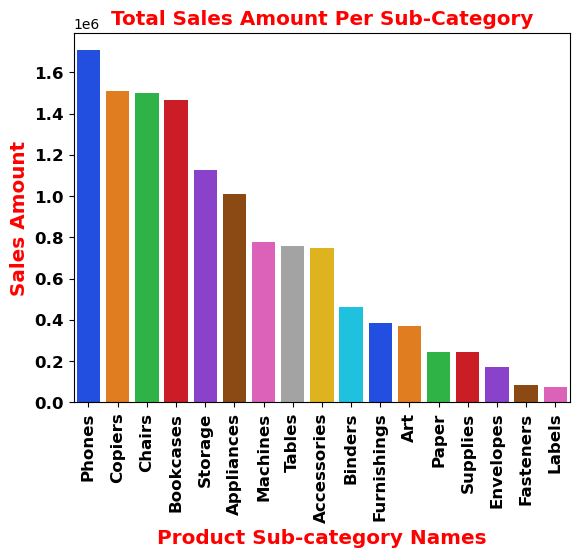 Total Sales Amount Per Sub-Category
1e6
1.6
1.4
1.2
1.0
0.8
0.6
0.4
0.2
0.0
Sales Amount
Phones
Copiers
Chairs
Bookcases
Storage
Appliances
Machines
Tables
Accessories
Binders
Furnishings
Art
Paper
Supplies
Envelopes
Fasteners
Labels
Product Sub-category Names